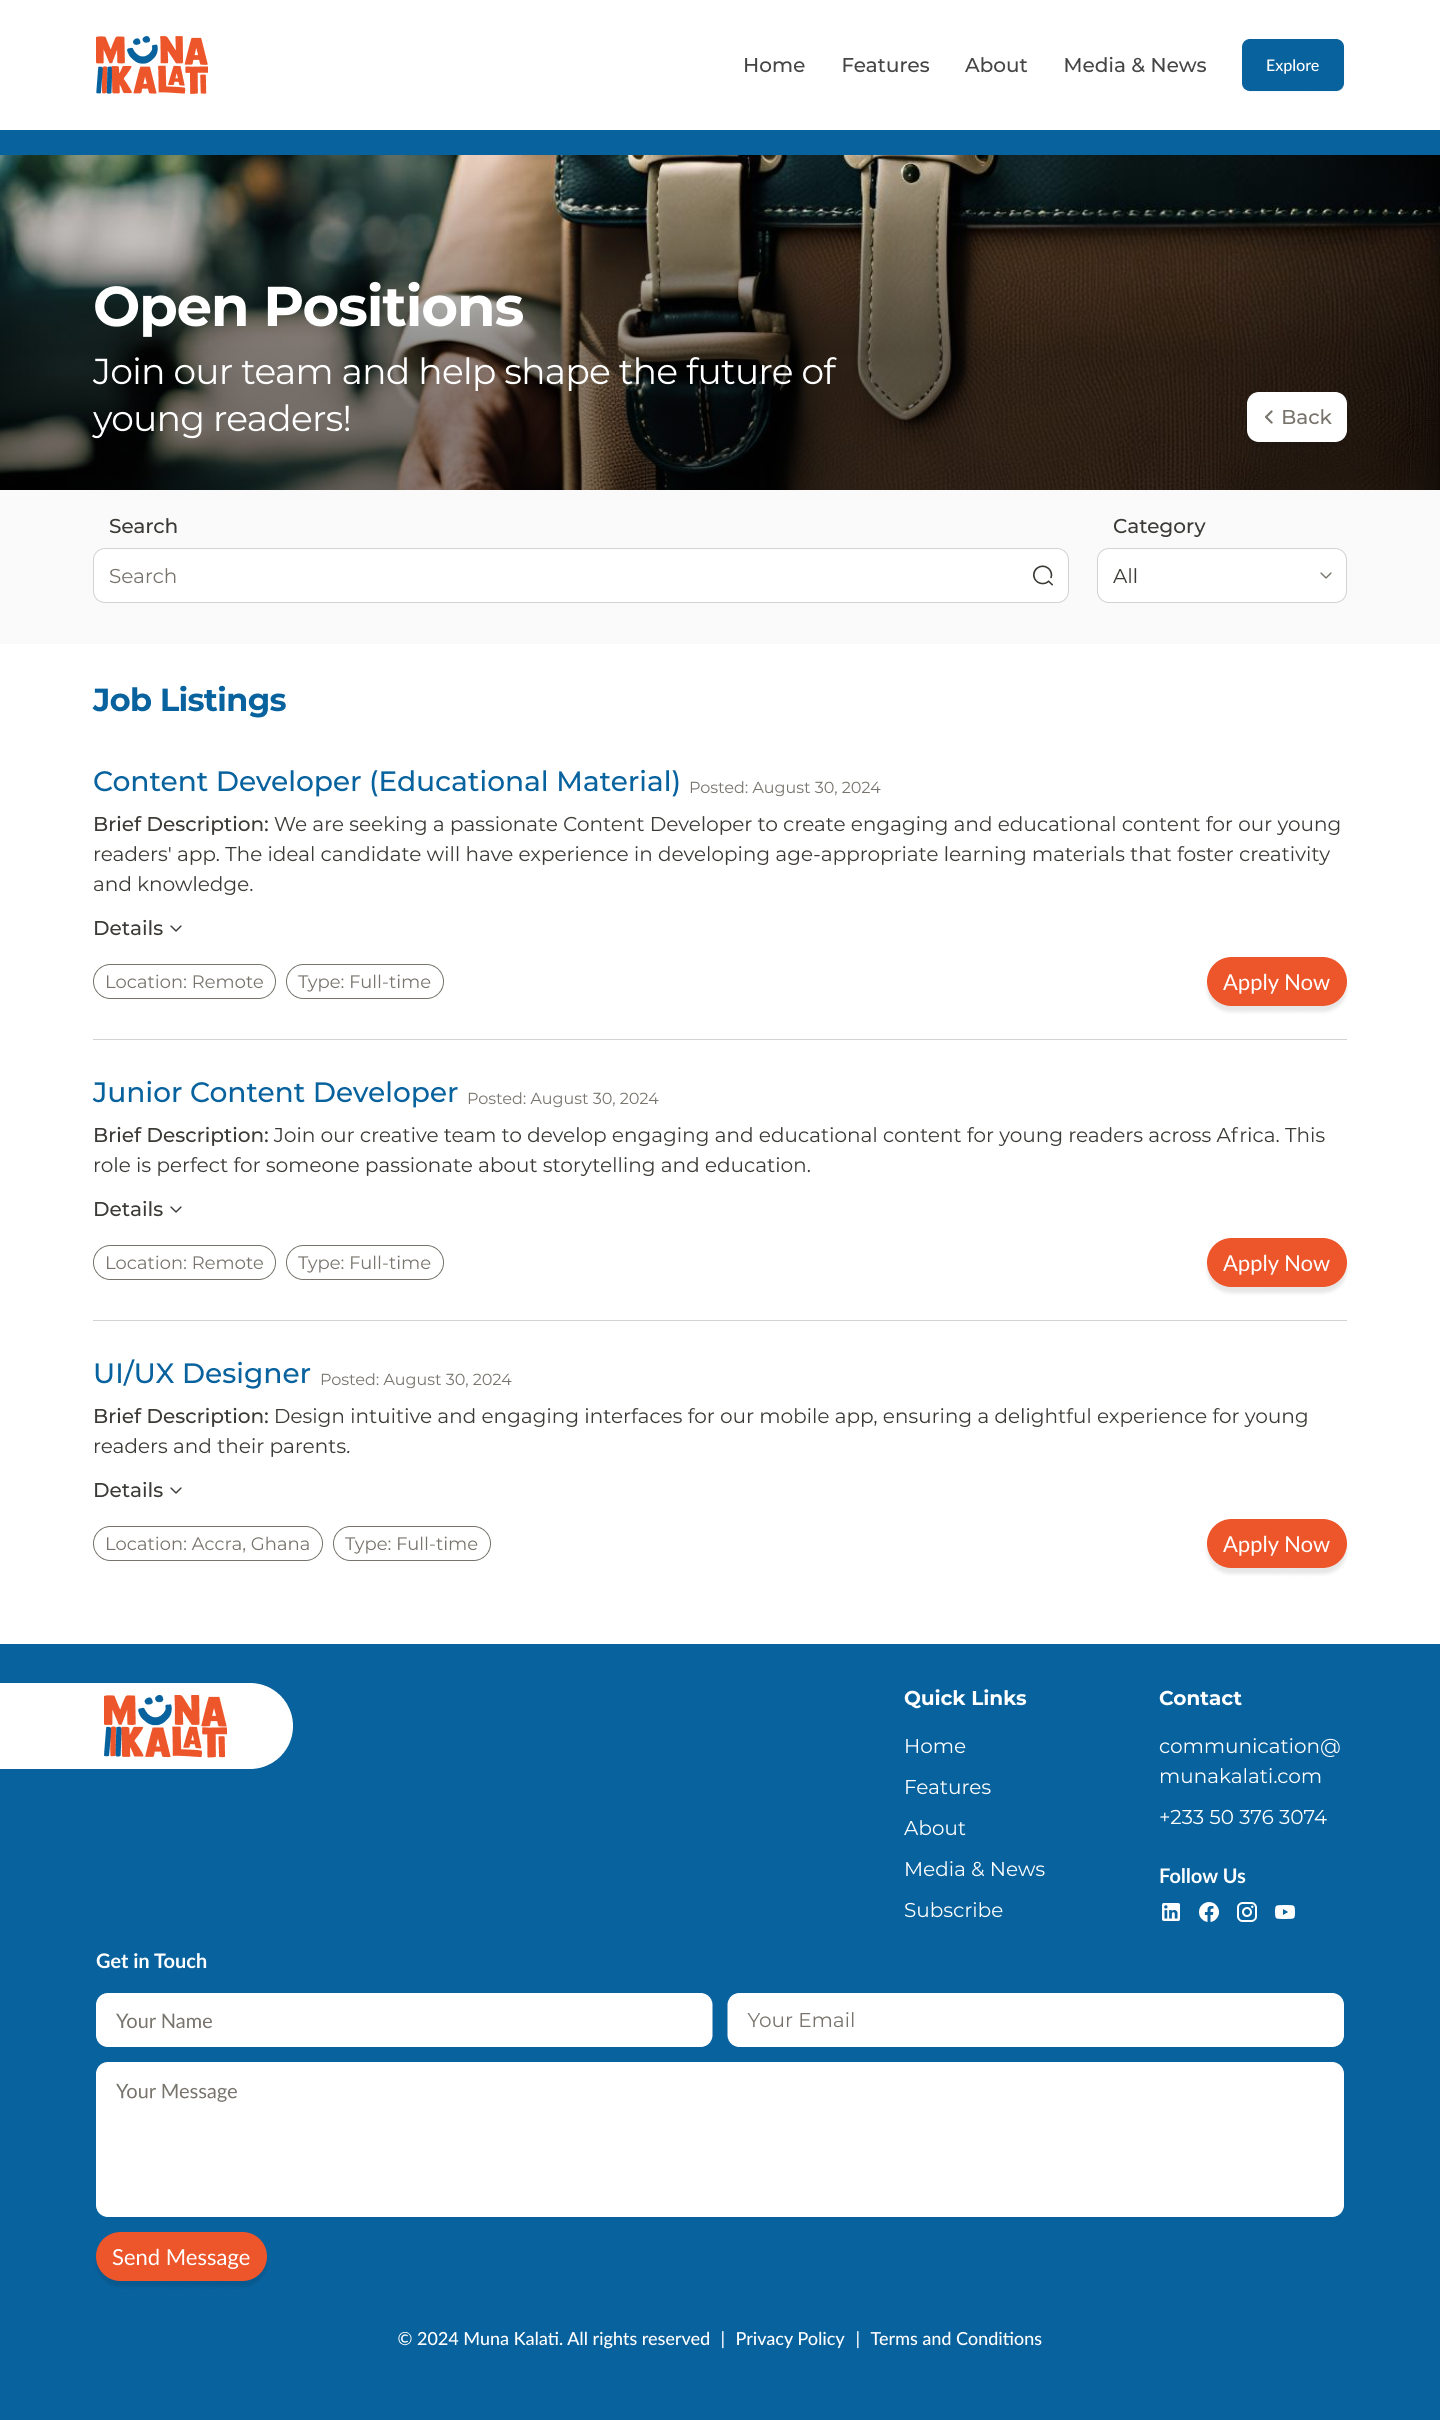 MUNA
KALATI
Home Features About Media & News Explore
Open Positions
Join our team and help shape the future of
young readers!
Back
Search Category
Search All
Job Listings
Content Developer (Educational Material) Posted: August 30, 2024
Brief Description: We are seeking a passionate Content Developer to create engaging and educational content for our young
readers' app. The ideal candidate will have experience in developing age-appropriate learning materials that foster creativity
and knowledge.
Details
Location: Remote Type: Full-time Apply Now
Junior Content Developer Posted: August 30, 2024
Brief Description: Join our creative team to develop engaging and educational content for young readers across Africa. This
role is perfect for someone passionate about storytelling and education.
Details
Location: Remote Type: Full-time Apply Now
UI/UX Designer Posted: August 30, 2024
Brief Description: Design intuitive and engaging interfaces for our mobile app, ensuring a delightful experience for young
readers and their parents.
Details
Location: Accra, Ghana Type: Full-time Apply Now
MUNA
KALATI
Quick Links
Home
Features
About
Media & News
Subscribe
Contact
communication@
munakalati.com
+233 50 376 3074
Follow Us
Get in Touch
Your Name Your Email
Your Message
Send Message
© 2024 Muna Kalati. All rights reserved | Privacy Policy | Terms and Conditions